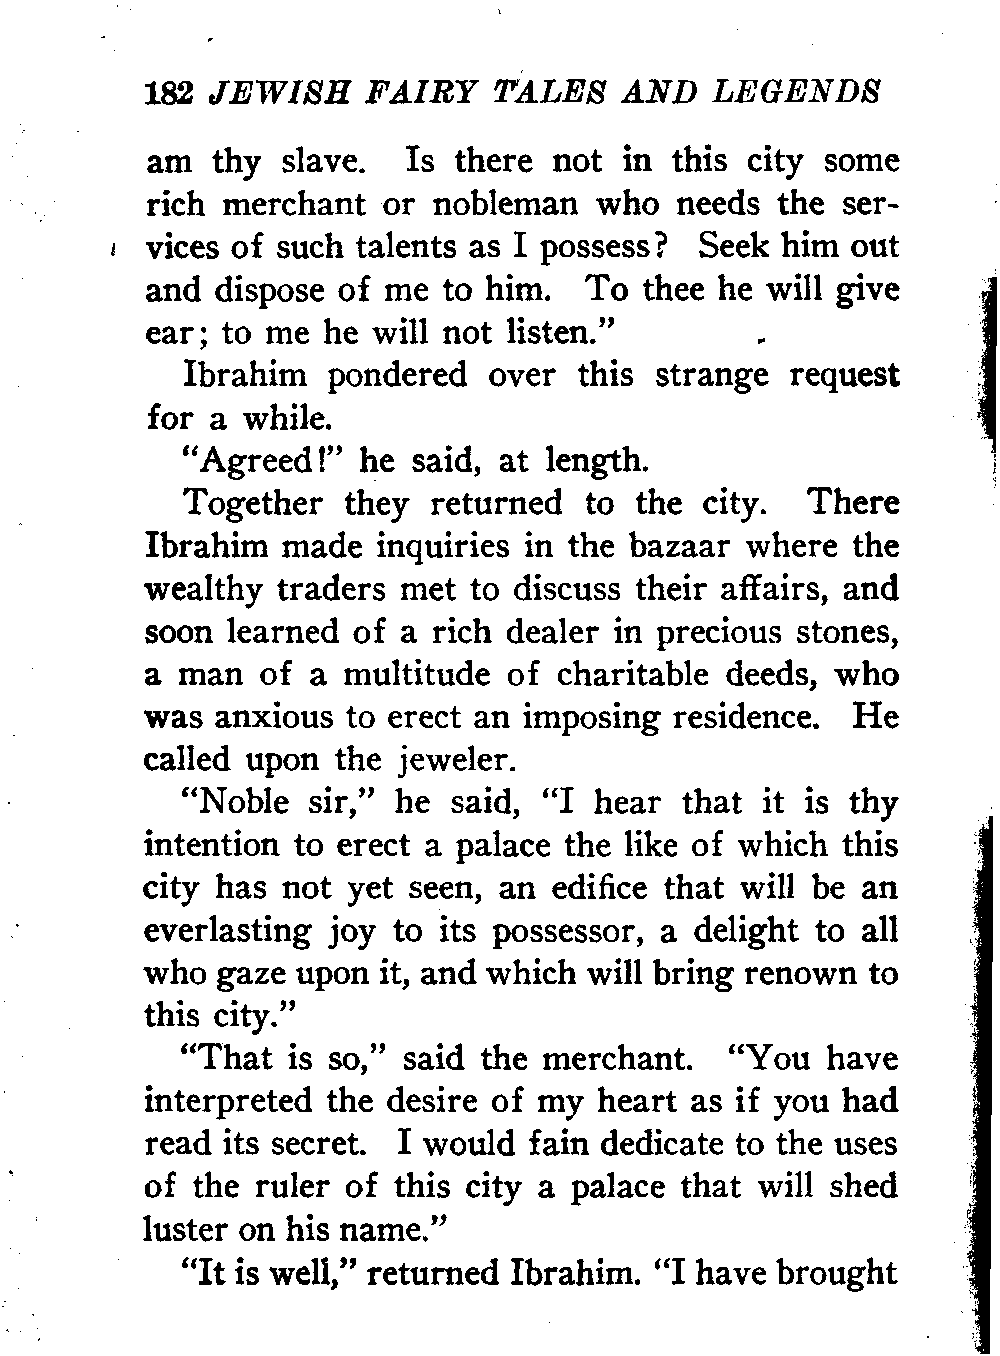 182 JEWISH FAIRY TALES AND LEGENDS
am thy slave. Is there not in this city some
rich merchant or nobleman who needs the ser-
vices of such talents as I possess? Seek him out
and dispose of me to him. To thee he will give
ear; to me he will not listen.”
Ibrahim pondered over this strange request
for a while.
“Agreed!” he said, at length.
Together they returned to the city. There
Ibrahim made inquiries in the bazaar where the
wealthy traders met to discuss their affairs, and
soon learned of a rich dealer in precious stones,
a man of a multitude of charitable deeds, who
was anxious to erect an imposing residence. He
called upon the jeweler.
“Noble sir,” he said, “I hear that it is thy
intention to erect a palace the like of which this
city has not yet seen, an edifice that will be an
everlasting joy to its possessor, a delight to all
who gaze upon it, and which will bring renown to
this city.”
“That is so,” said the merchant. “You have
interpreted the desire of my heart as if you had
read its secret. I would fain dedicate to the uses
of the ruler of this city a palace that will shed
luster on his name.”
“It is well,” returned Ibrahim. “I have brought